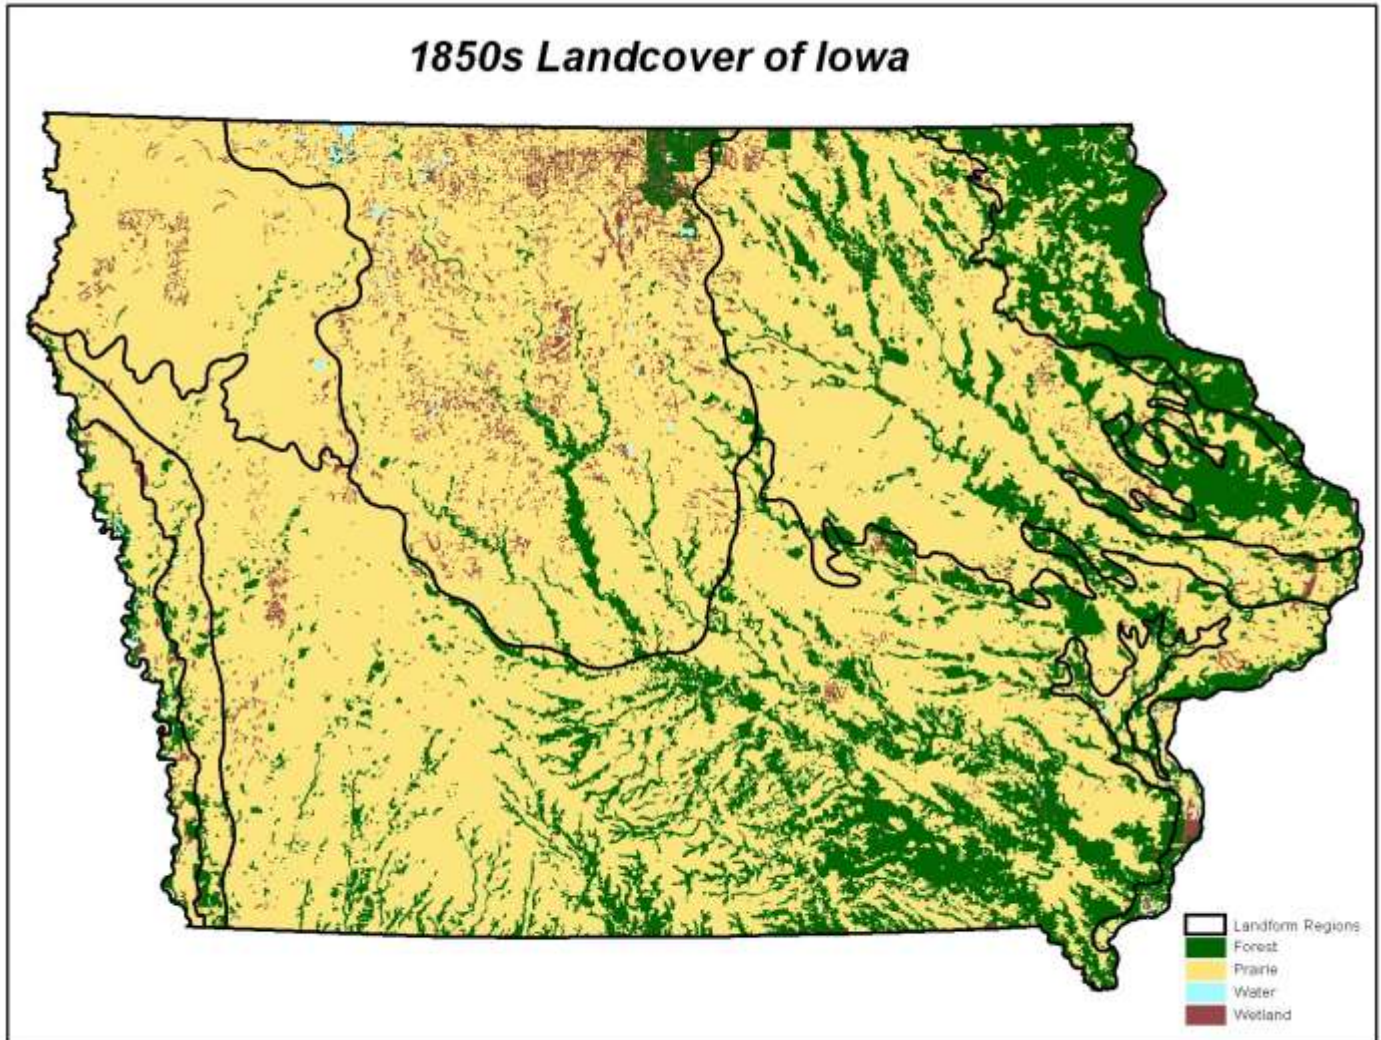 1850s Landcover of Iowa
Landform Regions
Forest
Prairie
Water
Wetland